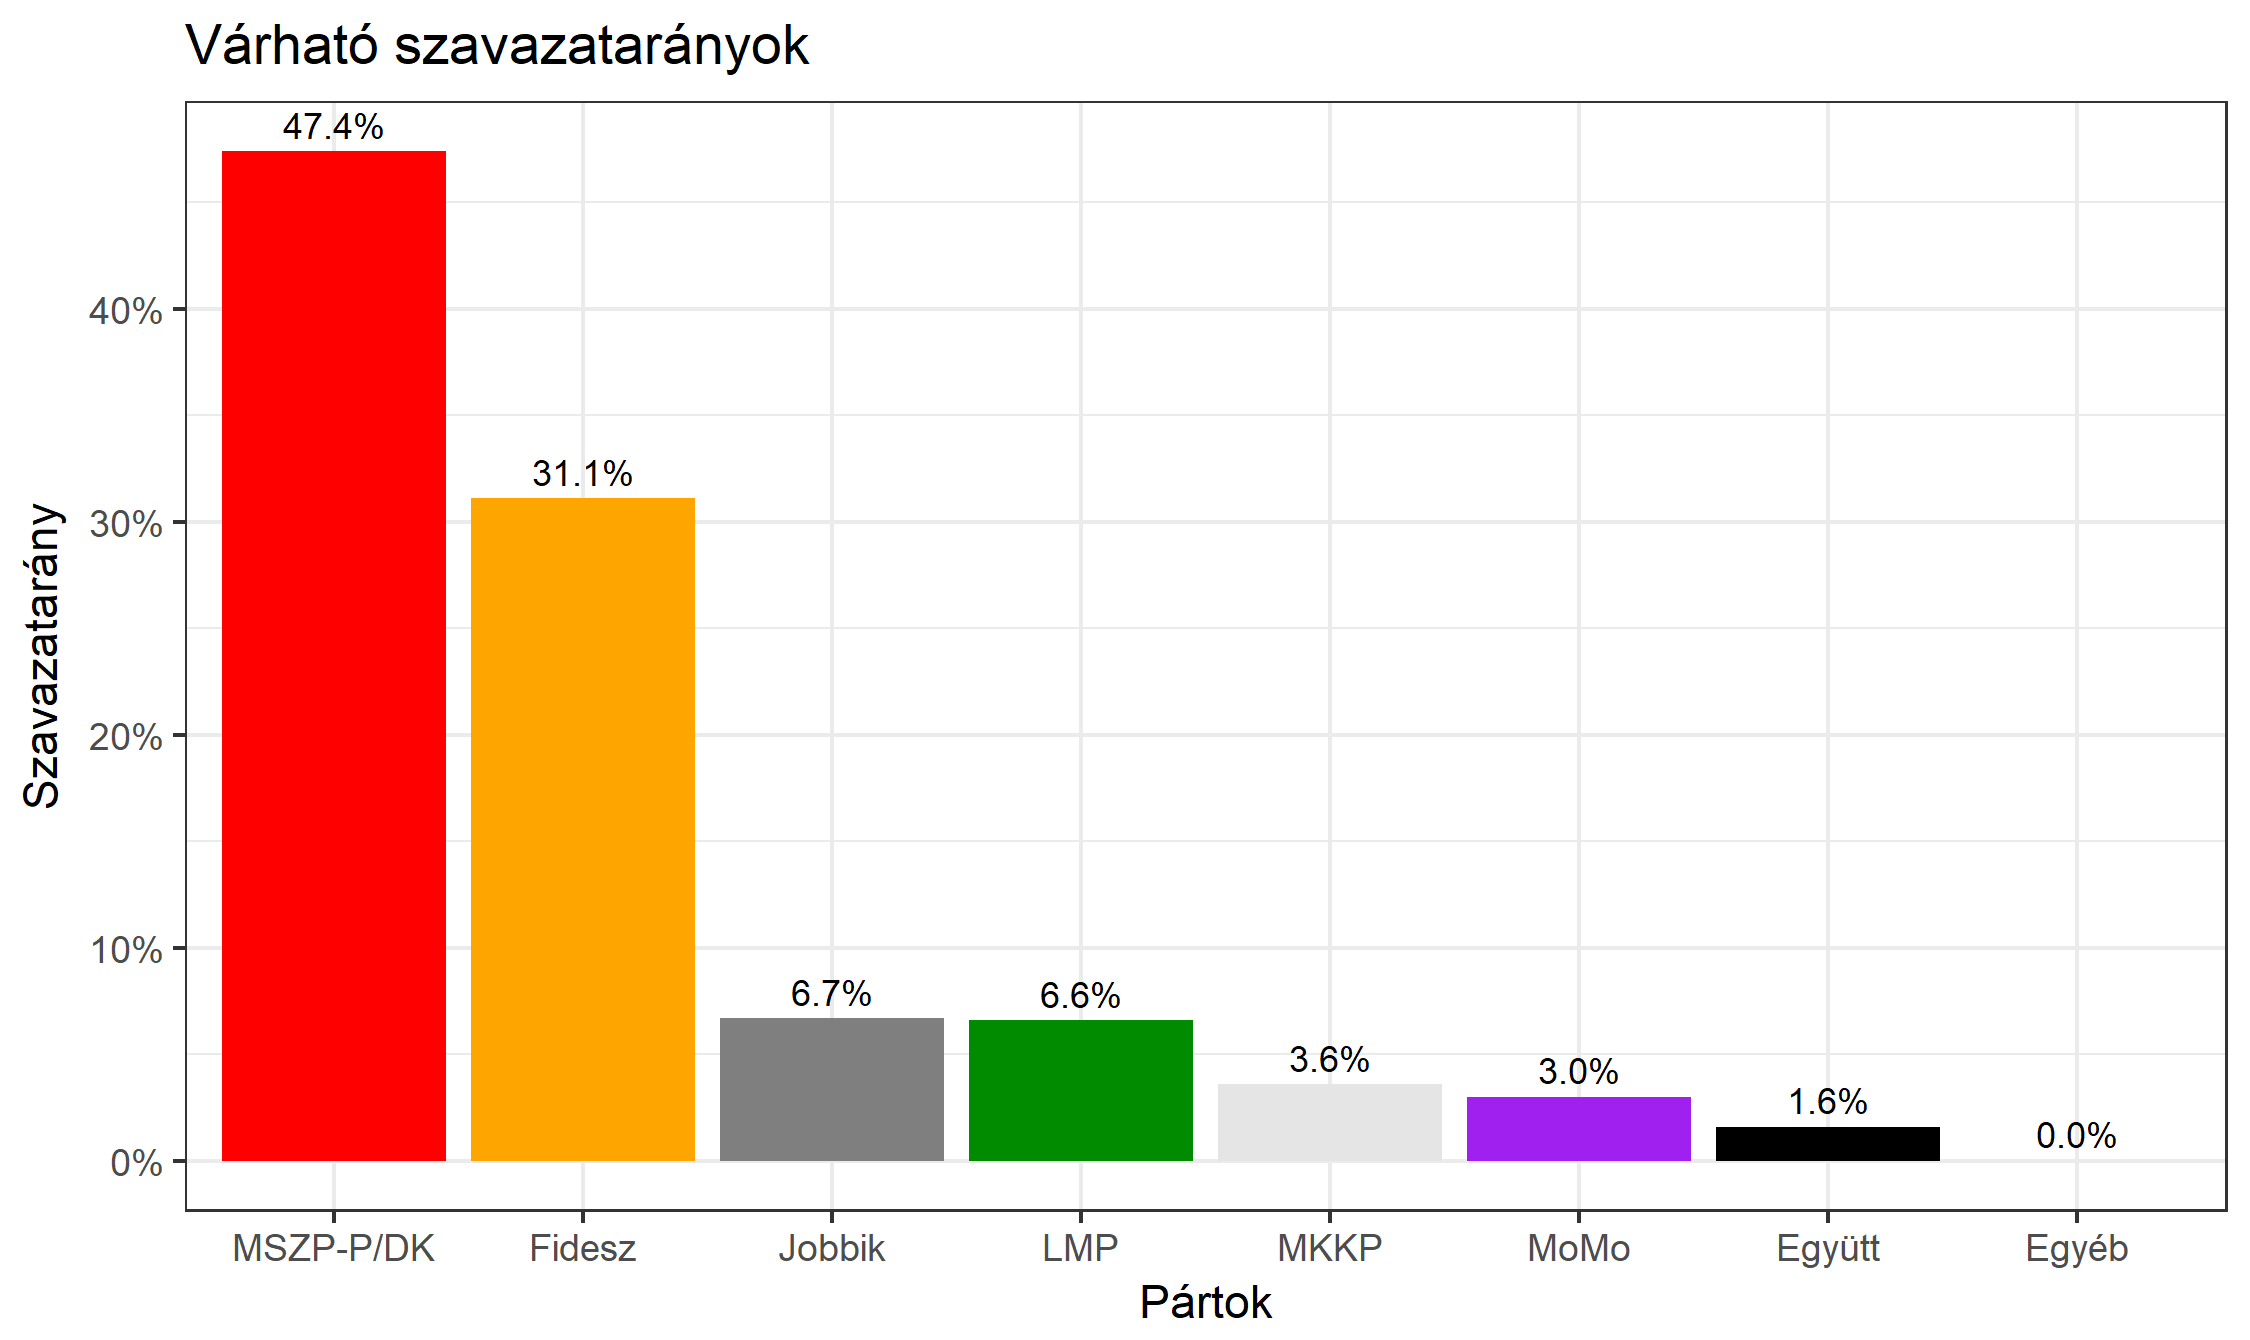 Várható szavazatarányok
47.4%
31.1%
6.7%
6.6%
3.6%
3.0%
1.6%
0.0%
40%
30%
20%
10%
0%
Szavazatarány
MSZP-P/DK
Fidesz
Jobbik
LMP
MKKP
MoMo
Együtt
Egyéb
Pártok